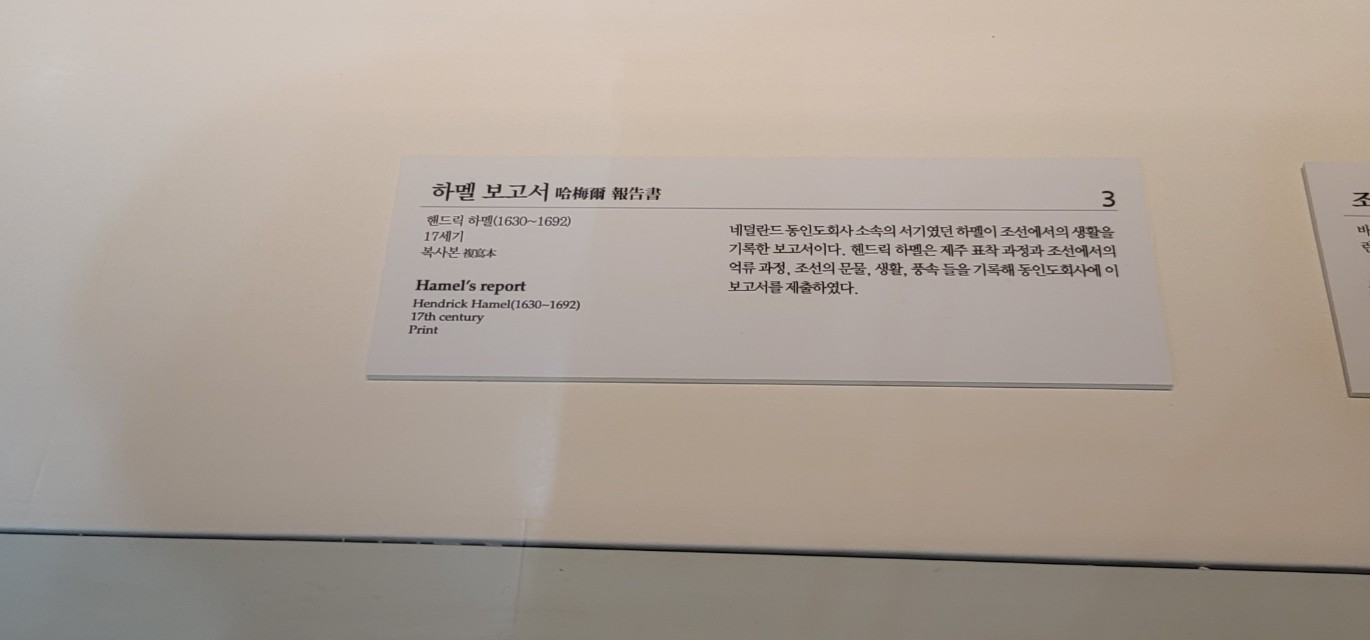 하멜 보고서 哈梅爾 報告書
3
헨드릭 하멜(1630~1692)
17세기
복사본 複寫本
Hamel's report
Hendrick Hamel(1630~1692)
17th century
Print
네덜란드 동인도회사 소속의 서기였던 하멜이 조선에서의 생활을
기록한 보고서이다. 헨드릭 하멜은 제주 표착 과정과 조선에서의
억류 과정, 조선의 문물, 생활, 풍속 들을 기록해 동인도회사에 이
보고서를 제출하였다.